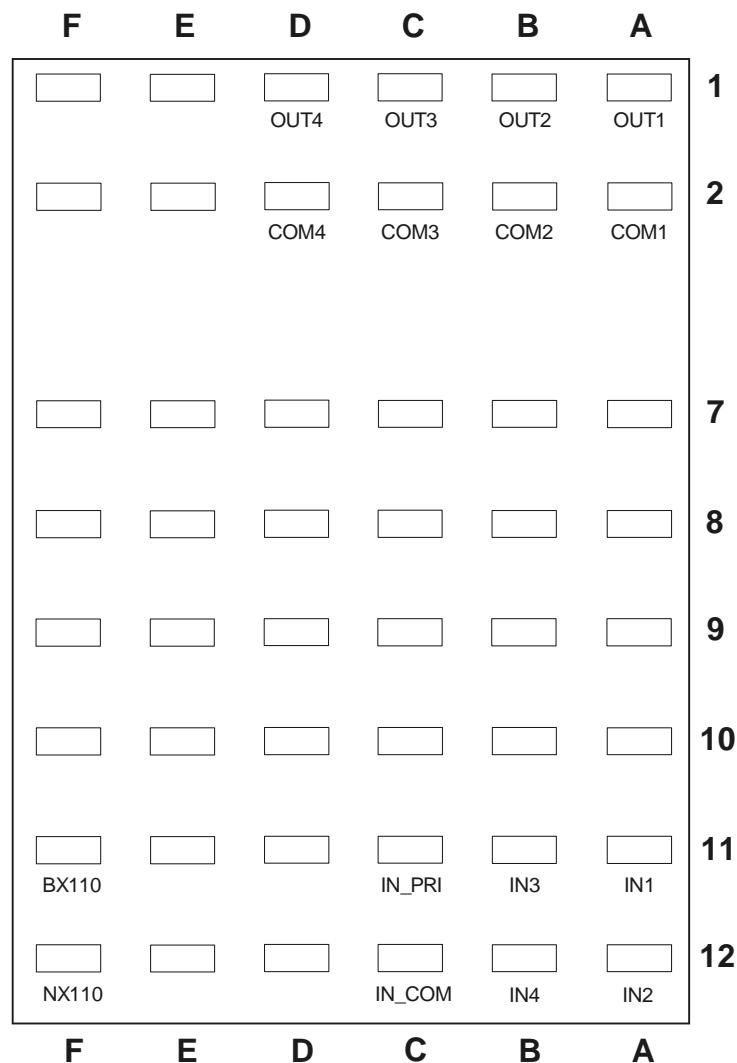 F E D C B A
1
OUT4 OUT3 OUT2 OUT1
2
COM4 COM3 COM2 COM1
7
8
9
10
11
BX110 IN_PRI IN3 IN1
12
NX110 IN_COM IN4 IN2
F E D C B A